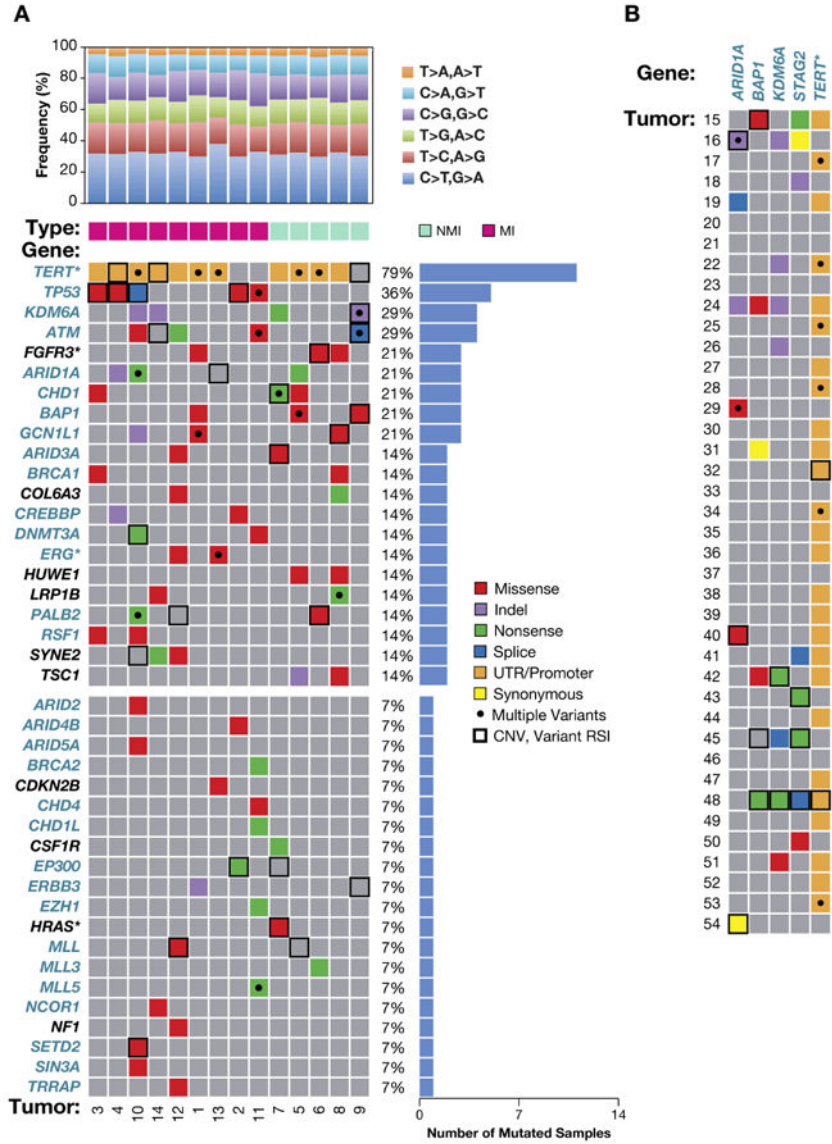 A
B
100
80
60
40
20
0
Frequency (%)
T>A,A>T
C>A,G>T
C>G,G>C
T>G,A>C
T>C,A>G
C>T,G>A
Type:
NMI
MI
Gene:
TERT* 79%
TP53 36%
KDM6A 29%
ATM 29%
FGFR3* 21%
ARID1A 21%
CHD1 21%
BAP1 21%
GCN1L1 21%
ARID3A 14%
BRCA1 14%
COL6A3 14%
CREBBP 14%
DNMT3A 14%
ERG* 14%
HUWE1 14%
LRP1B 14%
PALB2 14%
RSF1 14%
SYNE2 14%
TSC1 14%
ARID2 7%
ARID4B 7%
ARID5A 7%
BRCA2 7%
CDKN2B 7%
CHD4 7%
CHD1L 7%
CSF1R 7%
EP300 7%
ERBB3 7%
EZH1 7%
HRAS* 7%
MLL 7%
MLL3 7%
MLL5 7%
NCOR1 7%
NF1 7%
SETD2 7%
SIN3A 7%
TRRAP 7%
Tumor: 3 4 10 14 12 1 13 2 11 7 5 6 8 9
0 7 14
Number of Mutated Samples
Missense
Indel
Nonsense
Splice
UTR/Promoter
Synonymous
Multiple Variants
CNV, Variant RSI
Gene: ARID1A BAP1 KDM6A STAG2 TERT*
Tumor: 15
16
17
18
19
20
21
22
23
24
25
26
27
28
29
30
31
32
33
34
35
36
37
38
39
40
41
42
43
44
45
46
47
48
49
50
51
52
53
54